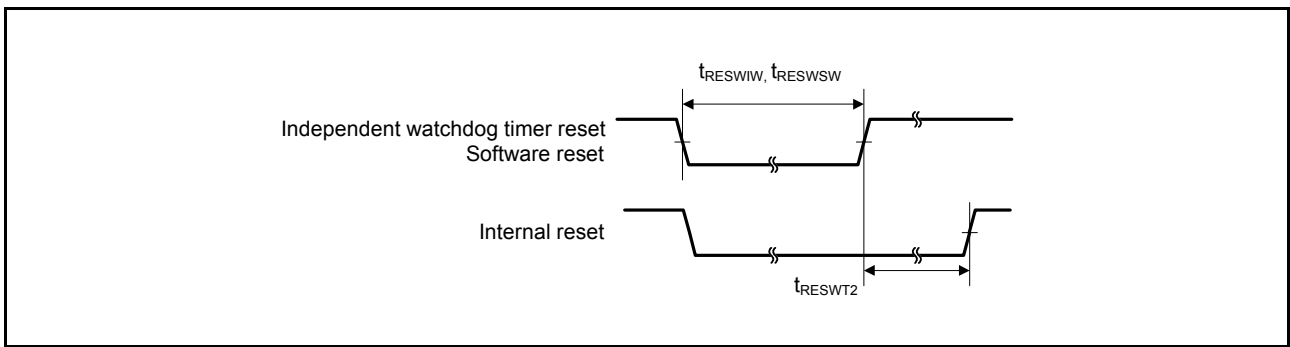 tRESWIW, tRESWSW
Independent watchdog timer reset
Software reset
Internal reset
tRESWT2